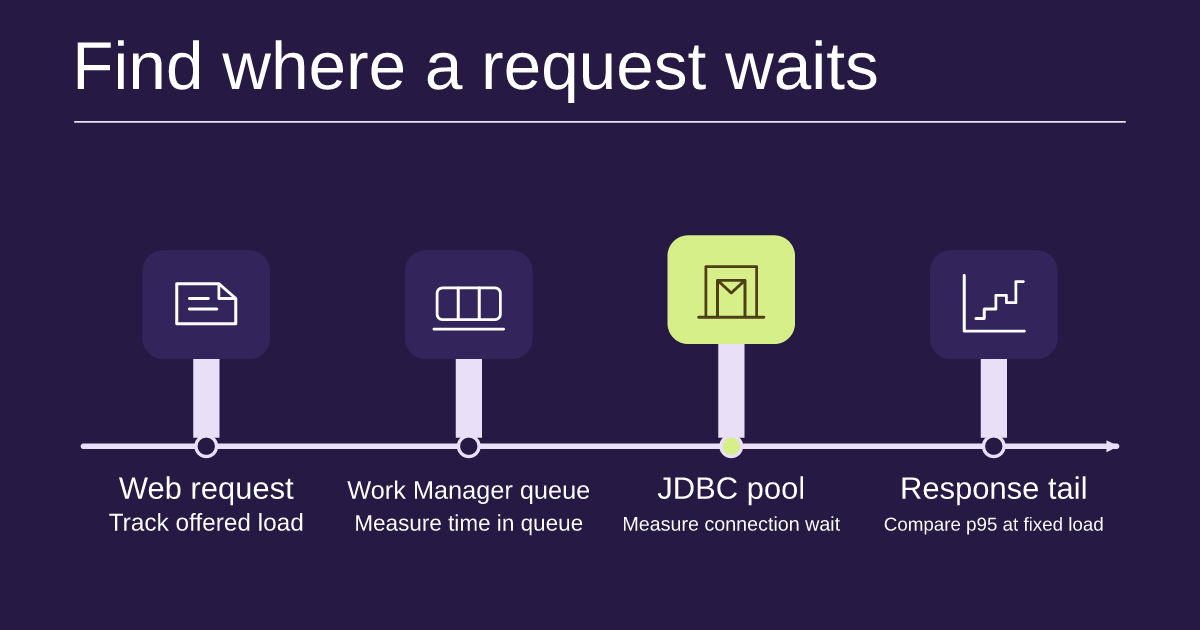 Find where a request waits
Web request
Track offered load
Work Manager queue
Measure time in queue
JDBC pool
Measure connection wait
Response tail
Compare p95 at fixed load